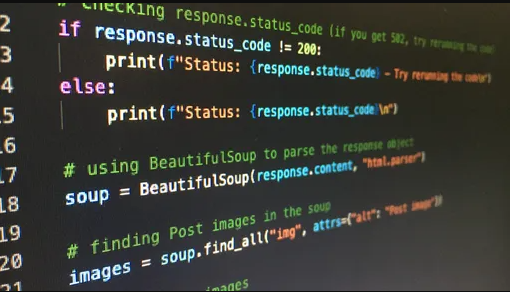 2 # Checking response.status_code (if you get 502, try rerunning the code)
3 if response.status_code != 200:
4 print(f"Status: {response.status_code} - Try rerunning the code\n")
4 else:
.5 print(f"Status: {response.status_code}\n")
.6
17 # using BeautifulSoup to parse the response object
18 soup = BeautifulSoup(response.content, "html.parser")
19
20 # finding Post images in the soup
21 images = soup.find_all("img", attrs={"alt": "Post image"})
images